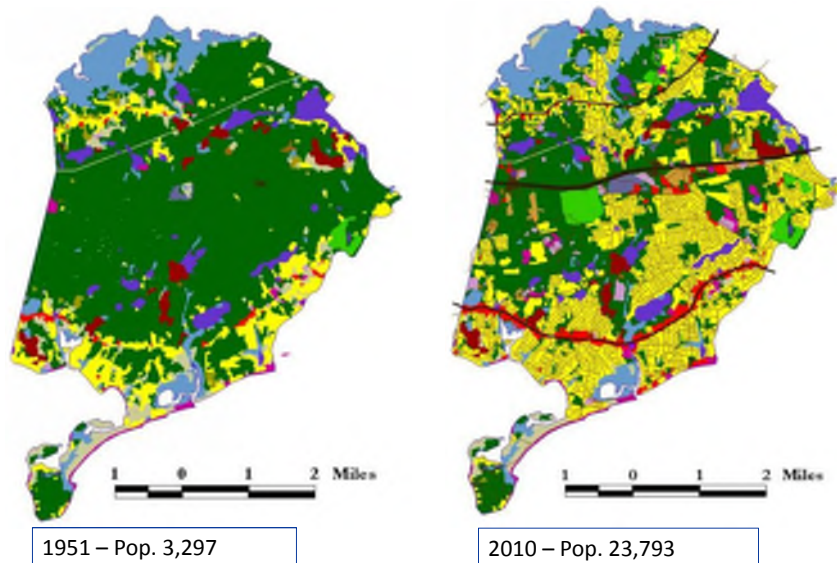 1 0 1 2 Miles
1 0 1 2 Miles
1951 – Pop. 3,297
2010 – Pop. 23,793